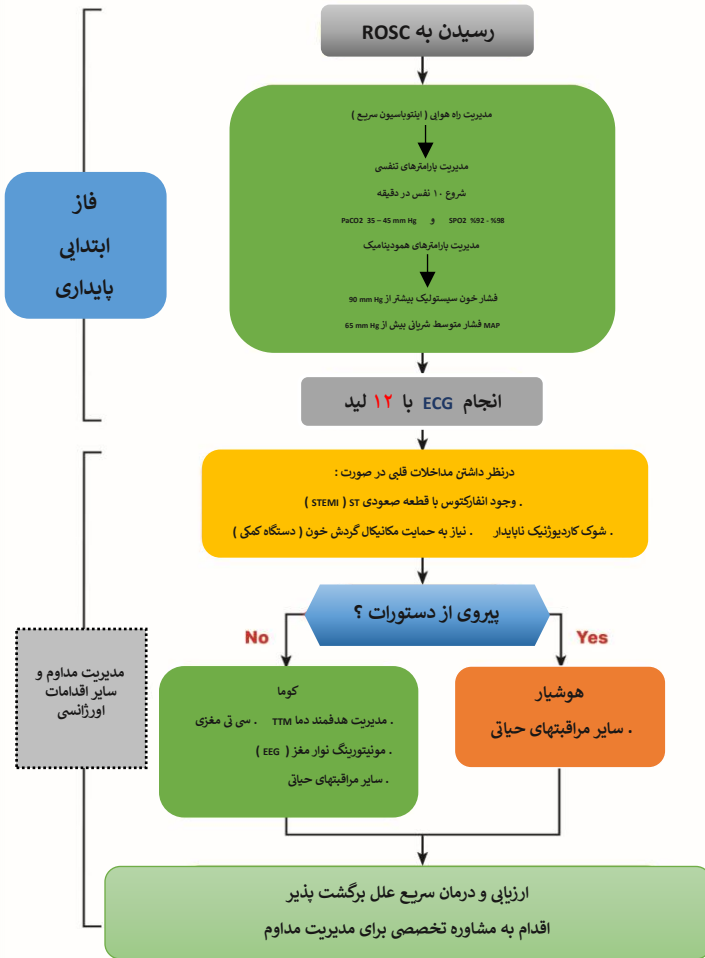 رسیدن به ROSC
مدیریت راه هوایی ( اینتوباسیون سریع )
مدیریت پارامترهای تنفسی
شروع ۱۰ نفس در دقیقه
SPO2 %92 - %98 و PaCO2 35 – 45 mm Hg
مدیریت پارامترهای همودینامیک
فشار خون سیستولیک بیشتر از 90 mm Hg
MAP فشار متوسط شریانی بیش از 65 mm Hg
فاز
ابتدایی
پایداری
انجام ECG با ۱۲ لید
درنظر داشتن مداخلات قلبی در صورت :
. وجود انفارکتوس با قطعه صعودی ST ( STEMI )
. شوک کاردیوژنیک ناپایدار . نیاز به حمایت مکانیکال گردش خون ( دستگاه کمکی )
پیروی از دستورات ؟
Yes
No
هوشیار
. سایر مراقبتهای حیاتی
کوما
. مدیریت هدفمند دما TTM . سی تی مغزی
. مونیتورینگ نوار مغز ( EEG )
. سایر مراقبتهای حیاتی
مدیریت مداوم و
سایر اقدامات
اورژانسی
ارزیابی و درمان سریع علل برگشت پذیر
اقدام به مشاوره تخصصی برای مدیریت مداوم